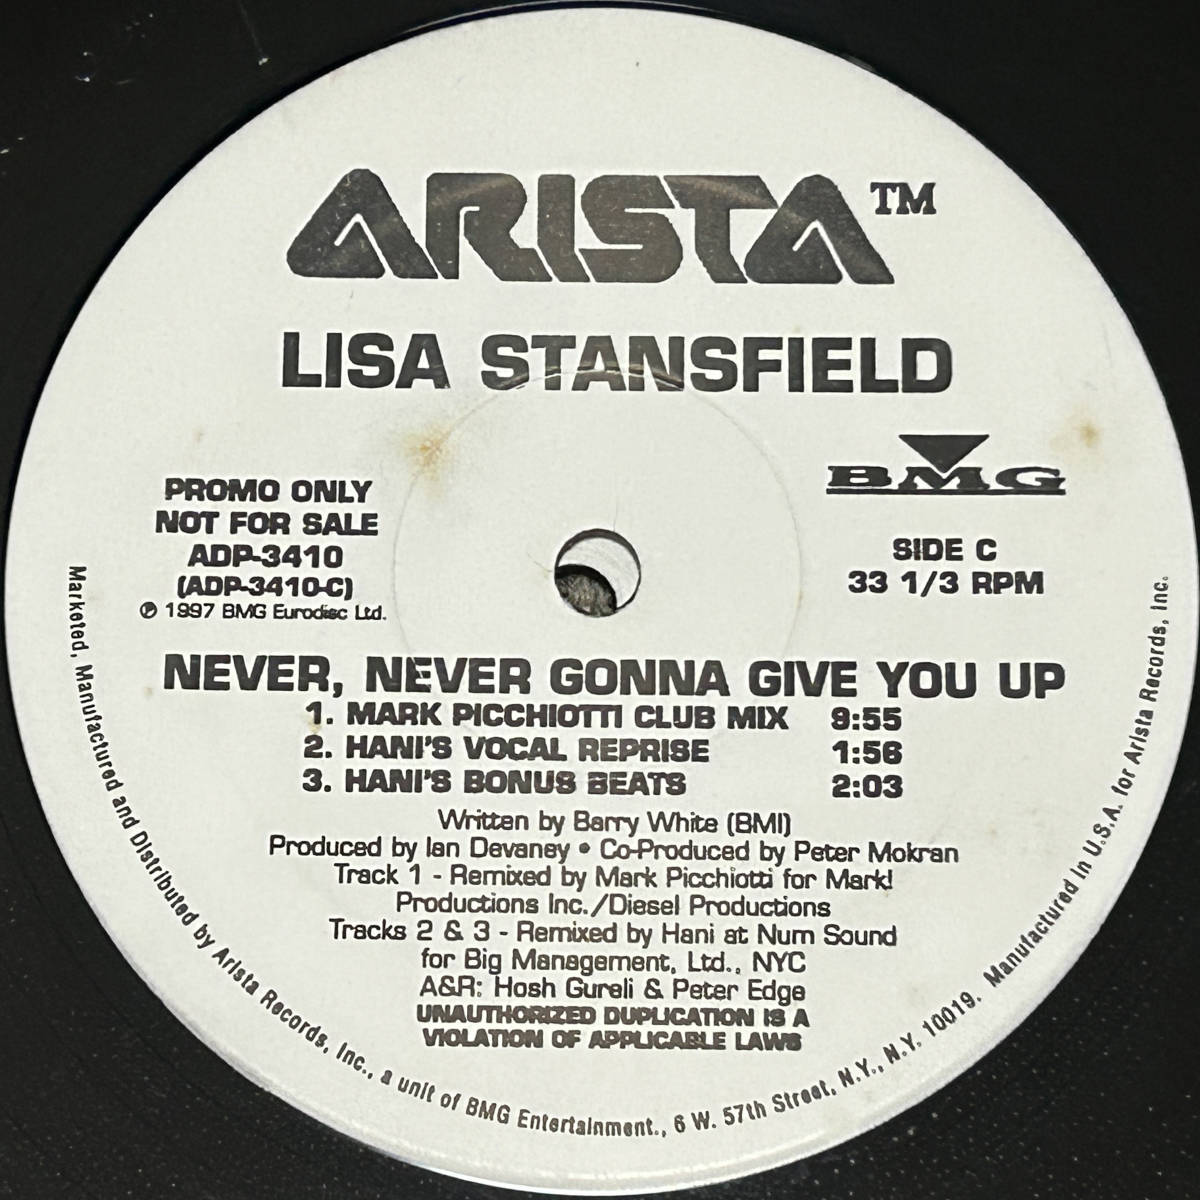 ARISTA™
LISA STANSFIELD
BMG
PROMO ONLY
NOT FOR SALE
ADP-3410
(ADP-3410-C)
℗ 1997 BMG Eurodisc Ltd.
SIDE C
33 1/3 RPM
NEVER, NEVER GONNA GIVE YOU UP
1. MARK PICCHIOTTI CLUB MIX 9:55
2. HANI'S VOCAL REPRISE 1:56
3. HANI'S BONUS BEATS 2:03
Written by Barry White (BMI)
Produced by Ian Devaney • Co-Produced by Peter Mokran
Track 1 - Remixed by Mark Picchiotti for Mark!
Productions Inc./Diesel Productions
Tracks 2 & 3 - Remixed by Hani at Num Sound
for Big Management, Ltd., NYC
A&R: Hosh Gureli & Peter Edge
UNAUTHORIZED DUPLICATION IS A
VIOLATION OF APPLICABLE LAWS
Marketed, Manufactured and Distributed by Arista Records, Inc., a unit of BMG Entertainment., 6 W. 57th Street, N.Y., N.Y. 10019. Manufactured in U.S.A. for Arista Records, Inc.